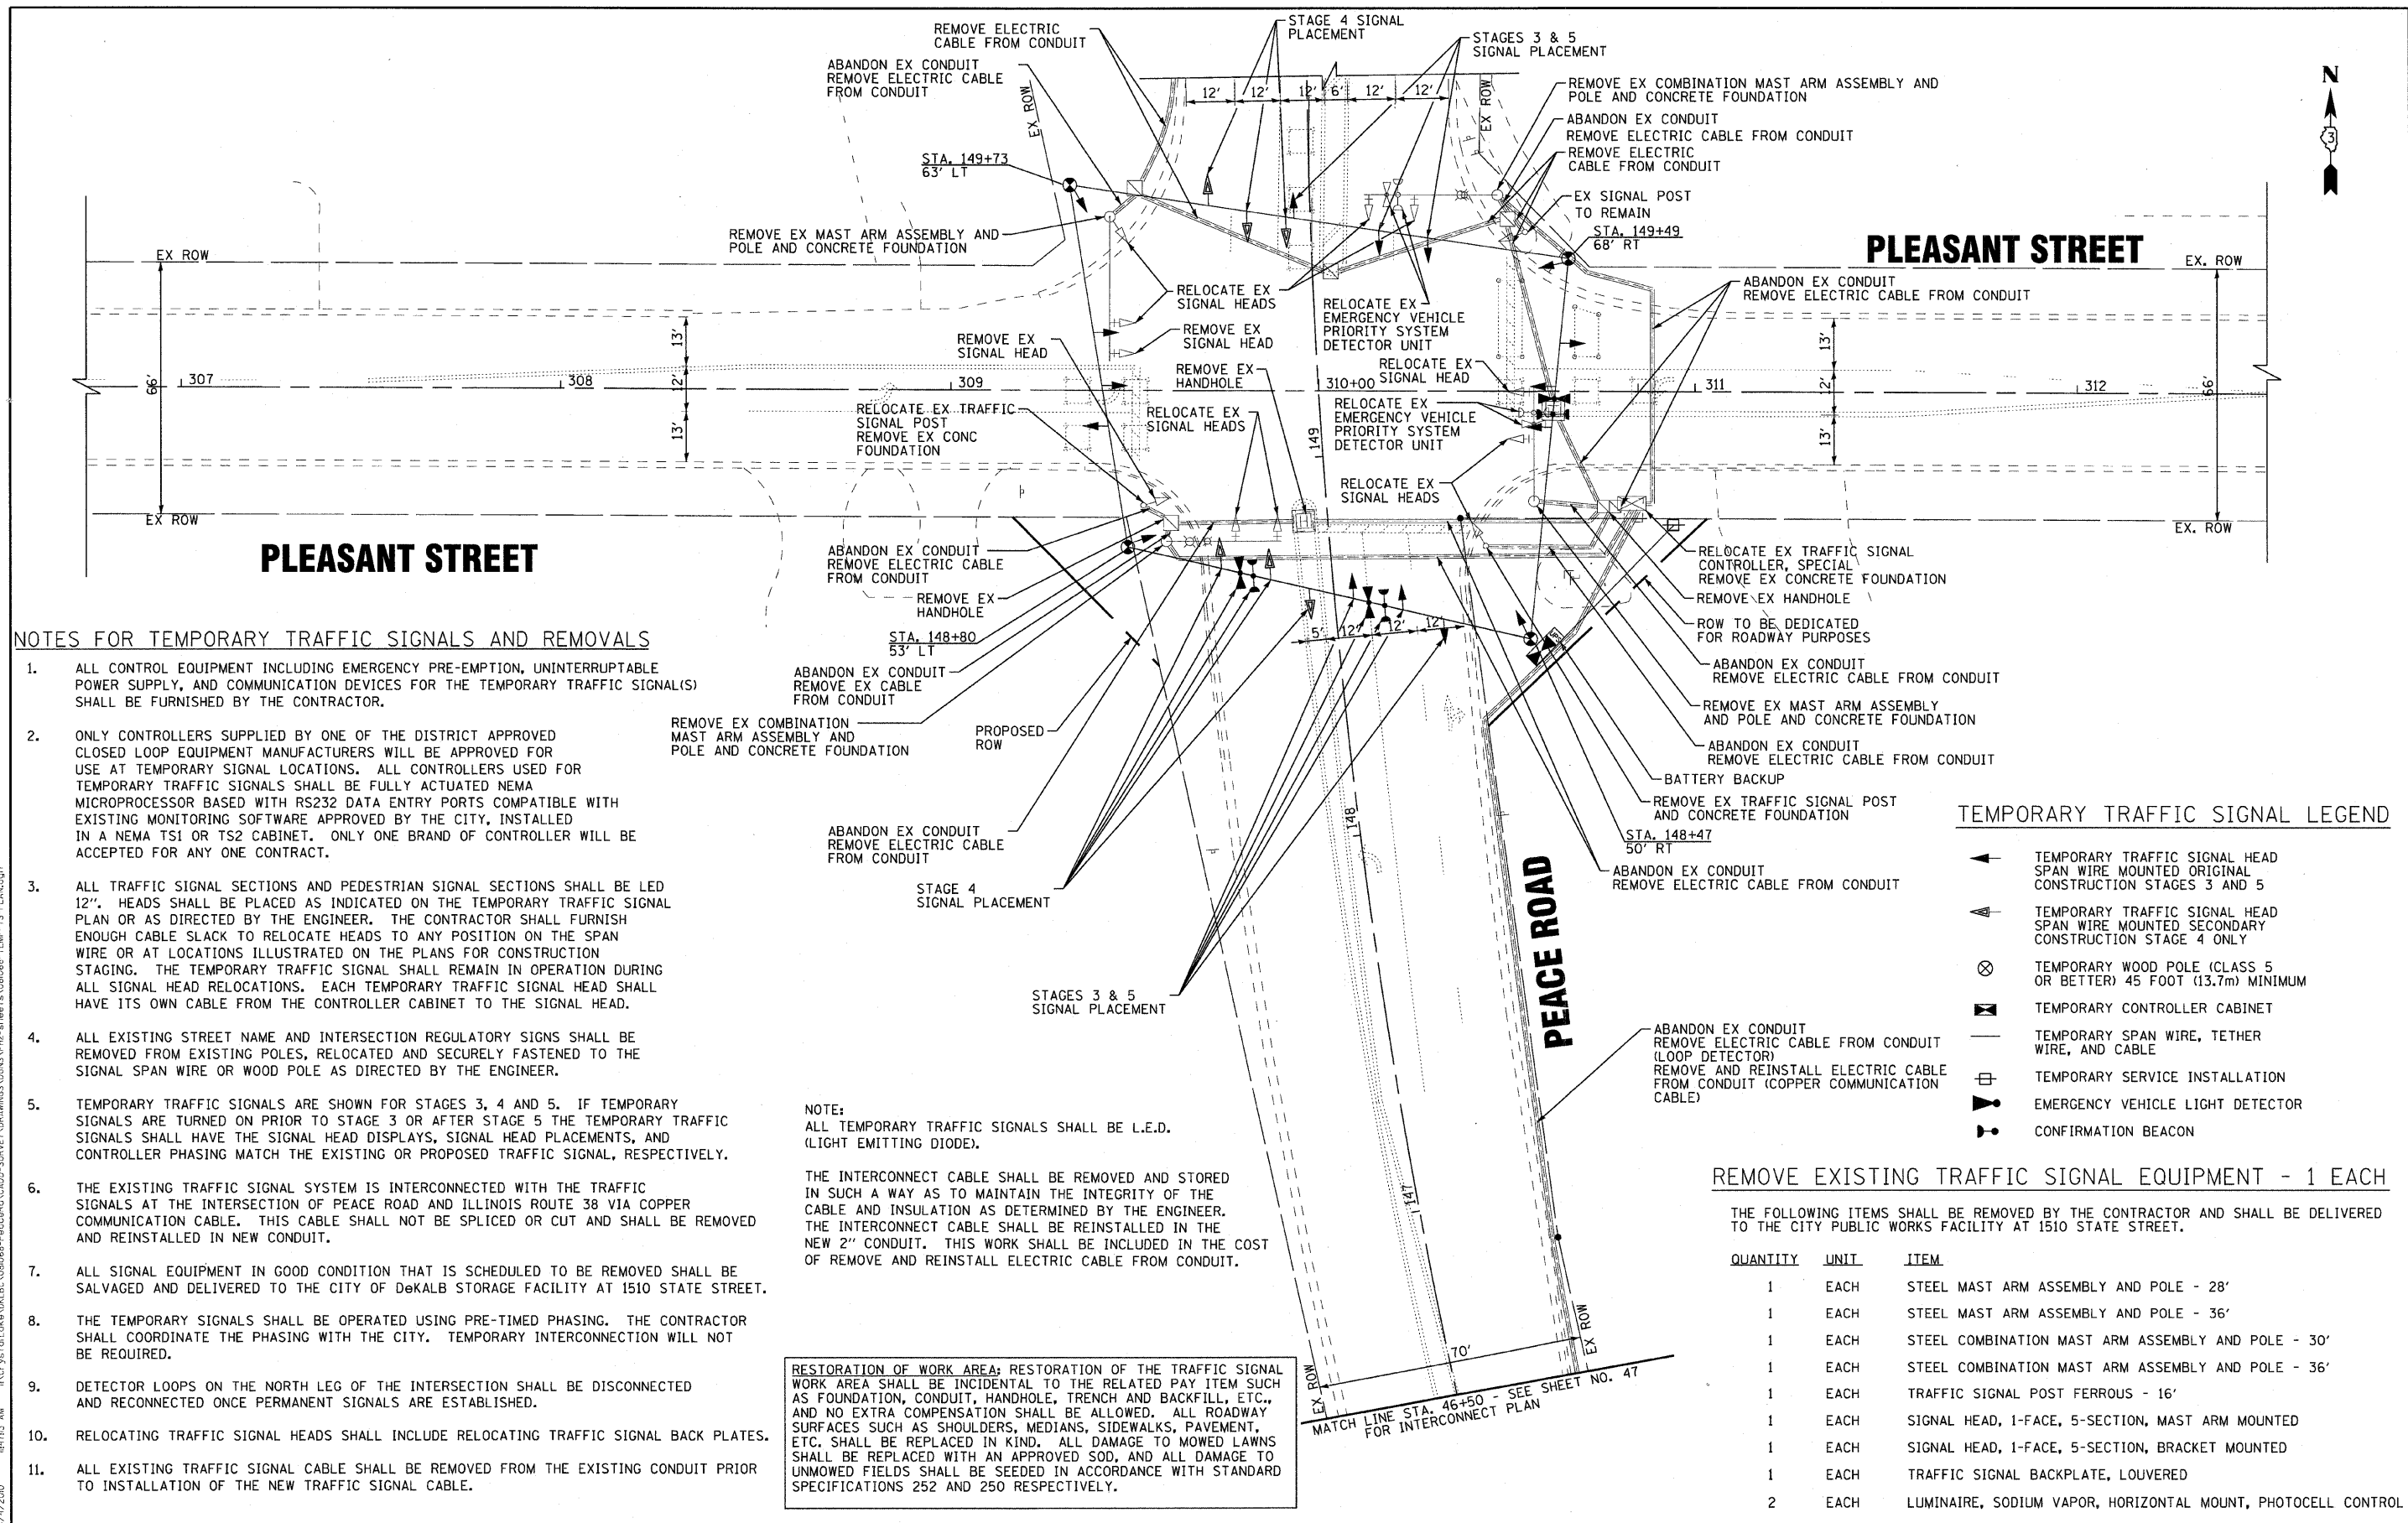 REMOVE ELECTRIC
CABLE FROM CONDUIT
STAGE 4 SIGNAL
PLACEMENT
STAGES 3 & 5
SIGNAL PLACEMENT
ABANDON EX CONDUIT
REMOVE ELECTRIC CABLE
FROM CONDUIT
EX ROW
12'
12'
12'
6'
12'
12'
EX ROW
REMOVE EX COMBINATION MAST ARM ASSEMBLY AND
POLE AND CONCRETE FOUNDATION
ABANDON EX CONDUIT
REMOVE ELECTRIC CABLE FROM CONDUIT
REMOVE ELECTRIC
CABLE FROM CONDUIT
N
3
STA. 149+73
63' LT
EX SIGNAL POST
TO REMAIN
STA. 149+49
68' RT
REMOVE EX MAST ARM ASSEMBLY AND
POLE AND CONCRETE FOUNDATION
PLEASANT STREET
EX ROW
EX. ROW
RELOCATE EX
SIGNAL HEADS
RELOCATE EX
EMERGENCY VEHICLE
PRIORITY SYSTEM
DETECTOR UNIT
ABANDON EX CONDUIT
REMOVE ELECTRIC CABLE FROM CONDUIT
REMOVE EX
SIGNAL HEAD
REMOVE EX
SIGNAL HEAD
REMOVE EX
HANDHOLE
RELOCATE EX
SIGNAL HEAD
13'
12'
13'
66'
307
308
309
310+00
311
312
13'
12'
13'
66'
RELOCATE EX TRAFFIC
SIGNAL POST
REMOVE EX CONC
FOUNDATION
RELOCATE EX
SIGNAL HEADS
149
RELOCATE EX
EMERGENCY VEHICLE
PRIORITY SYSTEM
DETECTOR UNIT
RELOCATE EX
SIGNAL HEADS
EX ROW
EX. ROW
PLEASANT STREET
ABANDON EX CONDUIT
REMOVE ELECTRIC CABLE
FROM CONDUIT
REMOVE EX
HANDHOLE
STA. 148+80
53' LT
ABANDON EX CONDUIT
REMOVE EX CABLE
FROM CONDUIT
REMOVE EX COMBINATION
MAST ARM ASSEMBLY AND
POLE AND CONCRETE FOUNDATION
PROPOSED
ROW
5'
12'
12'
12'
RELOCATE EX TRAFFIC SIGNAL
CONTROLLER, SPECIAL
REMOVE EX CONCRETE FOUNDATION
REMOVE EX HANDHOLE
ROW TO BE DEDICATED
FOR ROADWAY PURPOSES
ABANDON EX CONDUIT
REMOVE ELECTRIC CABLE FROM CONDUIT
REMOVE EX MAST ARM ASSEMBLY
AND POLE AND CONCRETE FOUNDATION
ABANDON EX CONDUIT
REMOVE ELECTRIC CABLE FROM CONDUIT
BATTERY BACKUP
REMOVE EX TRAFFIC SIGNAL POST
AND CONCRETE FOUNDATION
STA. 148+47
50' RT
ABANDON EX CONDUIT
REMOVE ELECTRIC CABLE FROM CONDUIT
148
ABANDON EX CONDUIT
REMOVE ELECTRIC CABLE
FROM CONDUIT
STAGE 4
SIGNAL PLACEMENT
STAGES 3 & 5
SIGNAL PLACEMENT
PEACE ROAD
ABANDON EX CONDUIT
REMOVE ELECTRIC CABLE FROM CONDUIT
(LOOP DETECTOR)
REMOVE AND REINSTALL ELECTRIC CABLE
FROM CONDUIT (COPPER COMMUNICATION
CABLE)
147
EX ROW
70'
EX ROW
MATCH LINE STA. 46+50 - SEE SHEET NO. 47
FOR INTERCONNECT PLAN
NOTES FOR TEMPORARY TRAFFIC SIGNALS AND REMOVALS
1. ALL CONTROL EQUIPMENT INCLUDING EMERGENCY PRE-EMPTION, UNINTERRUPTABLE
POWER SUPPLY, AND COMMUNICATION DEVICES FOR THE TEMPORARY TRAFFIC SIGNAL(S)
SHALL BE FURNISHED BY THE CONTRACTOR.
2. ONLY CONTROLLERS SUPPLIED BY ONE OF THE DISTRICT APPROVED
CLOSED LOOP EQUIPMENT MANUFACTURERS WILL BE APPROVED FOR
USE AT TEMPORARY SIGNAL LOCATIONS. ALL CONTROLLERS USED FOR
TEMPORARY TRAFFIC SIGNALS SHALL BE FULLY ACTUATED NEMA
MICROPROCESSOR BASED WITH RS232 DATA ENTRY PORTS COMPATIBLE WITH
EXISTING MONITORING SOFTWARE APPROVED BY THE CITY, INSTALLED
IN A NEMA TS1 OR TS2 CABINET. ONLY ONE BRAND OF CONTROLLER WILL BE
ACCEPTED FOR ANY ONE CONTRACT.
3. ALL TRAFFIC SIGNAL SECTIONS AND PEDESTRIAN SIGNAL SECTIONS SHALL BE LED
12''. HEADS SHALL BE PLACED AS INDICATED ON THE TEMPORARY TRAFFIC SIGNAL
PLAN OR AS DIRECTED BY THE ENGINEER. THE CONTRACTOR SHALL FURNISH
ENOUGH CABLE SLACK TO RELOCATE HEADS TO ANY POSITION ON THE SPAN
WIRE OR AT LOCATIONS ILLUSTRATED ON THE PLANS FOR CONSTRUCTION
STAGING. THE TEMPORARY TRAFFIC SIGNAL SHALL REMAIN IN OPERATION DURING
ALL SIGNAL HEAD RELOCATIONS. EACH TEMPORARY TRAFFIC SIGNAL HEAD SHALL
HAVE ITS OWN CABLE FROM THE CONTROLLER CABINET TO THE SIGNAL HEAD.
4. ALL EXISTING STREET NAME AND INTERSECTION REGULATORY SIGNS SHALL BE
REMOVED FROM EXISTING POLES, RELOCATED AND SECURELY FASTENED TO THE
SIGNAL SPAN WIRE OR WOOD POLE AS DIRECTED BY THE ENGINEER.
5. TEMPORARY TRAFFIC SIGNALS ARE SHOWN FOR STAGES 3, 4 AND 5. IF TEMPORARY
SIGNALS ARE TURNED ON PRIOR TO STAGE 3 OR AFTER STAGE 5 THE TEMPORARY TRAFFIC
SIGNALS SHALL HAVE THE SIGNAL HEAD DISPLAYS, SIGNAL HEAD PLACEMENTS, AND
CONTROLLER PHASING MATCH THE EXISTING OR PROPOSED TRAFFIC SIGNAL, RESPECTIVELY.
6. THE EXISTING TRAFFIC SIGNAL SYSTEM IS INTERCONNECTED WITH THE TRAFFIC
SIGNALS AT THE INTERSECTION OF PEACE ROAD AND ILLINOIS ROUTE 38 VIA COPPER
COMMUNICATION CABLE. THIS CABLE SHALL NOT BE SPLICED OR CUT AND SHALL BE REMOVED
AND REINSTALLED IN NEW CONDUIT.
7. ALL SIGNAL EQUIPMENT IN GOOD CONDITION THAT IS SCHEDULED TO BE REMOVED SHALL BE
SALVAGED AND DELIVERED TO THE CITY OF DeKALB STORAGE FACILITY AT 1510 STATE STREET.
8. THE TEMPORARY SIGNALS SHALL BE OPERATED USING PRE-TIMED PHASING. THE CONTRACTOR
SHALL COORDINATE THE PHASING WITH THE CITY. TEMPORARY INTERCONNECTION WILL NOT
BE REQUIRED.
9. DETECTOR LOOPS ON THE NORTH LEG OF THE INTERSECTION SHALL BE DISCONNECTED
AND RECONNECTED ONCE PERMANENT SIGNALS ARE ESTABLISHED.
10. RELOCATING TRAFFIC SIGNAL HEADS SHALL INCLUDE RELOCATING TRAFFIC SIGNAL BACK PLATES.
11. ALL EXISTING TRAFFIC SIGNAL CABLE SHALL BE REMOVED FROM THE EXISTING CONDUIT PRIOR
TO INSTALLATION OF THE NEW TRAFFIC SIGNAL CABLE.
NOTE:
ALL TEMPORARY TRAFFIC SIGNALS SHALL BE L.E.D.
(LIGHT EMITTING DIODE).
THE INTERCONNECT CABLE SHALL BE REMOVED AND STORED
IN SUCH A WAY AS TO MAINTAIN THE INTEGRITY OF THE
CABLE AND INSULATION AS DETERMINED BY THE ENGINEER.
THE INTERCONNECT CABLE SHALL BE REINSTALLED IN THE
NEW 2'' CONDUIT. THIS WORK SHALL BE INCLUDED IN THE COST
OF REMOVE AND REINSTALL ELECTRIC CABLE FROM CONDUIT.
RESTORATION OF WORK AREA: RESTORATION OF THE TRAFFIC SIGNAL
WORK AREA SHALL BE INCIDENTAL TO THE RELATED PAY ITEM SUCH
AS FOUNDATION, CONDUIT, HANDHOLE, TRENCH AND BACKFILL, ETC.,
AND NO EXTRA COMPENSATION SHALL BE ALLOWED. ALL ROADWAY
SURFACES SUCH AS SHOULDERS, MEDIANS, SIDEWALKS, PAVEMENT,
ETC. SHALL BE REPLACED IN KIND. ALL DAMAGE TO MOWED LAWNS
SHALL BE REPLACED WITH AN APPROVED SOD, AND ALL DAMAGE TO
UNMOWED FIELDS SHALL BE SEEDED IN ACCORDANCE WITH STANDARD
SPECIFICATIONS 252 AND 250 RESPECTIVELY.
TEMPORARY TRAFFIC SIGNAL LEGEND
TEMPORARY TRAFFIC SIGNAL HEAD
SPAN WIRE MOUNTED ORIGINAL
CONSTRUCTION STAGES 3 AND 5
TEMPORARY TRAFFIC SIGNAL HEAD
SPAN WIRE MOUNTED SECONDARY
CONSTRUCTION STAGE 4 ONLY
TEMPORARY WOOD POLE (CLASS 5
OR BETTER) 45 FOOT (13.7m) MINIMUM
TEMPORARY CONTROLLER CABINET
TEMPORARY SPAN WIRE, TETHER
WIRE, AND CABLE
TEMPORARY SERVICE INSTALLATION
EMERGENCY VEHICLE LIGHT DETECTOR
CONFIRMATION BEACON
REMOVE EXISTING TRAFFIC SIGNAL EQUIPMENT - 1 EACH
THE FOLLOWING ITEMS SHALL BE REMOVED BY THE CONTRACTOR AND SHALL BE DELIVERED
TO THE CITY PUBLIC WORKS FACILITY AT 1510 STATE STREET.
QUANTITY UNIT ITEM
1 EACH STEEL MAST ARM ASSEMBLY AND POLE - 28'
1 EACH STEEL MAST ARM ASSEMBLY AND POLE - 36'
1 EACH STEEL COMBINATION MAST ARM ASSEMBLY AND POLE - 30'
1 EACH STEEL COMBINATION MAST ARM ASSEMBLY AND POLE - 36'
1 EACH TRAFFIC SIGNAL POST FERROUS - 16'
1 EACH SIGNAL HEAD, 1-FACE, 5-SECTION, MAST ARM MOUNTED
1 EACH SIGNAL HEAD, 1-FACE, 5-SECTION, BRACKET MOUNTED
1 EACH TRAFFIC SIGNAL BACKPLATE, LOUVERED
2 EACH LUMINAIRE, SODIUM VAPOR, HORIZONTAL MOUNT, PHOTOCELL CONTROL